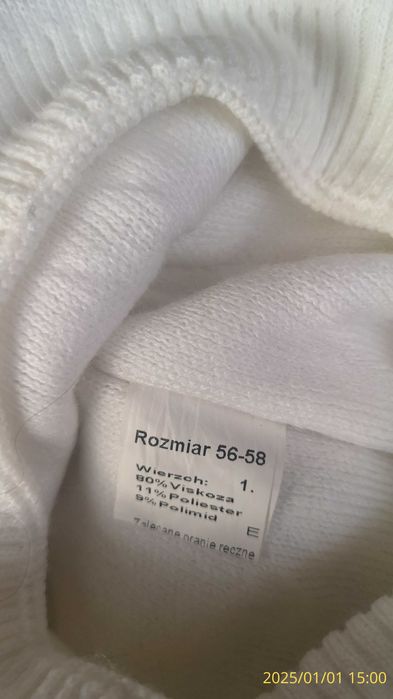 Rozmiar 56-58
Wierzch: 1.
80% Viskoza
11% Poliester
9% Polimid
E
Zalecane pranie ręczne
2025/01/01 15:00